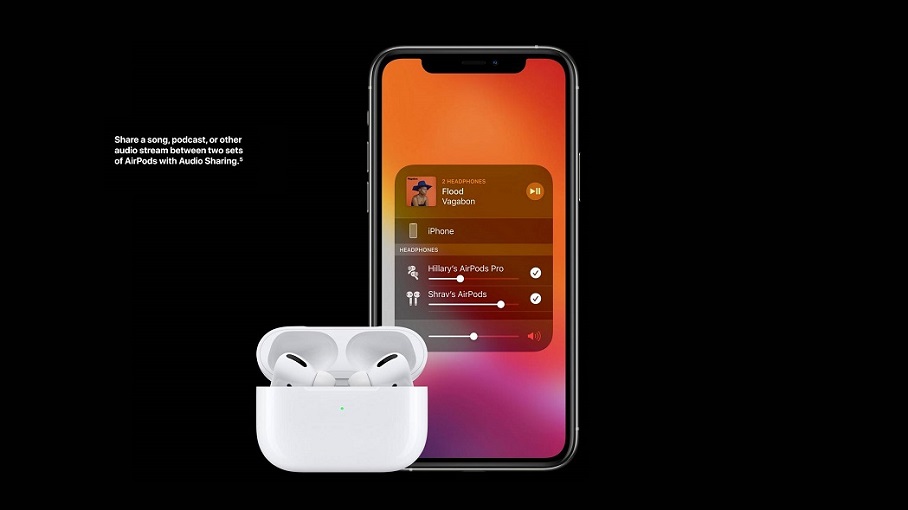 Share a song, podcast, or other
audio stream between two sets
of AirPods with Audio Sharing.⁵
2 HEADPHONES
Flood
Vagabon
iPhone
HEADPHONES
Hillary's AirPods Pro
Shrav's AirPods